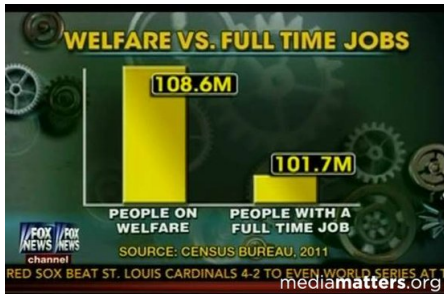 WELFARE VS. FULL TIME JOBS
108.6M
101.7M
PEOPLE ON
WELFARE
PEOPLE WITH A
FULL TIME JOB
FOX
NEWS
channel
FOX
NEWS
SOURCE: CENSUS BUREAU, 2011
RED SOX BEAT ST. LOUIS CARDINALS 4-2 TO EVEN WORLD SERIES AT
mediamatters.org